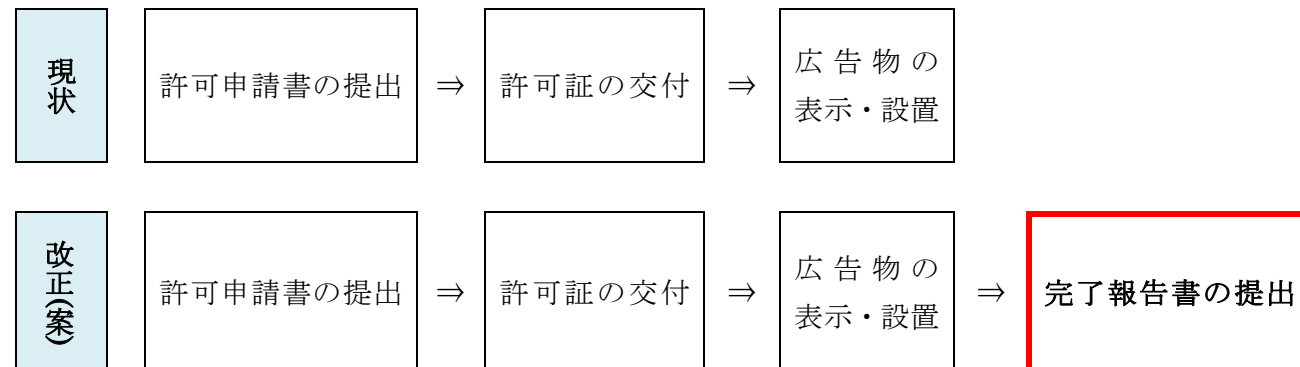 現状
許可申請書の提出 ⇒ 許可証の交付 ⇒ 広告物の
表示・設置
改正(案)
許可申請書の提出 ⇒ 許可証の交付 ⇒ 広告物の
表示・設置 ⇒ 完了報告書の提出